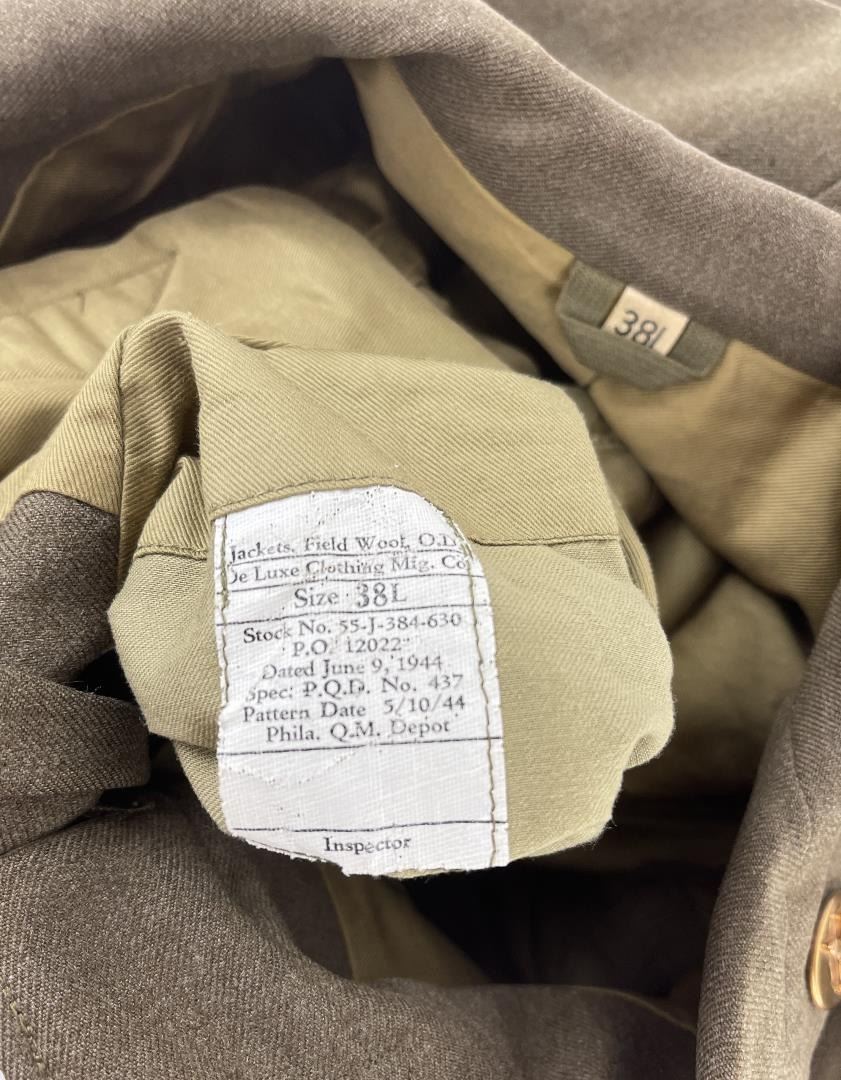 38L
Jackets, Field Wool, O.D.
De Luxe Clothing Mfg. Co
Size 38L
Stock No. 55-J-384-630
P.O. 12022
Dated June 9, 1944
Spec: P.Q.D. No. 437
Pattern Date 5/10/44
Phila. Q.M. Depot
Inspector